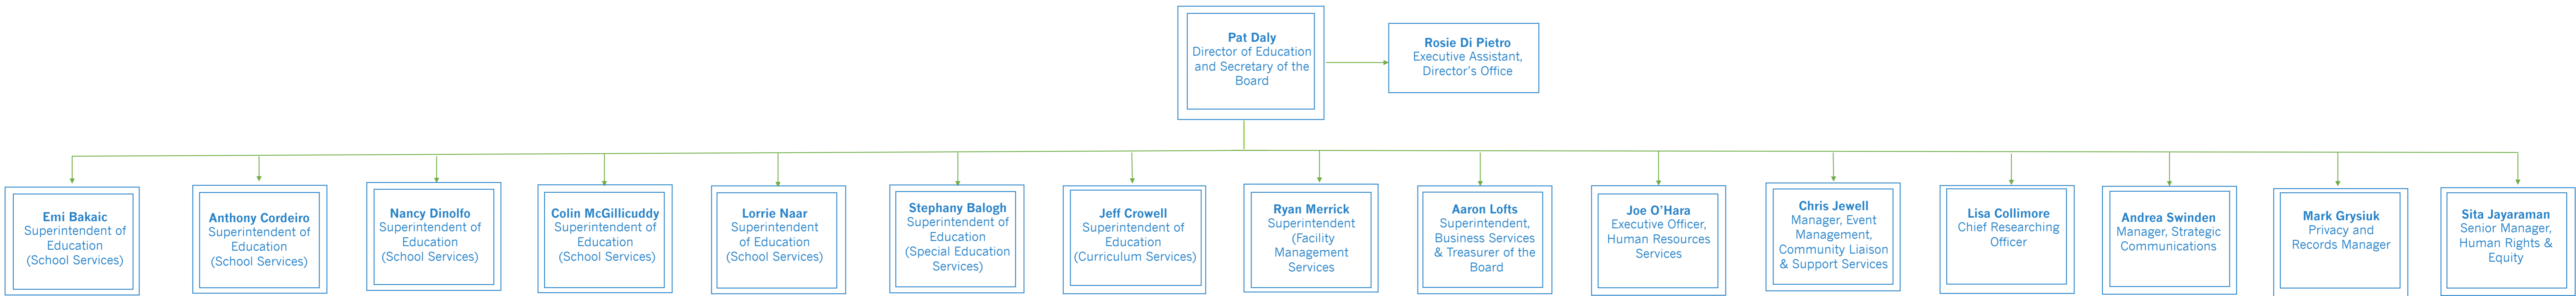 Pat Daly
Director of Education
and Secretary of the
Board
Rosie Di Pietro
Executive Assistant,
Director's Office
Emi Bakaic
Superintendent of
Education
(School Services)
Anthony Cordeiro
Superintendent of
Education
(School Services)
Nancy Dinolfo
Superintendent of
Education
(School Services)
Colin McGillicuddy
Superintendent of
Education
(School Services)
Lorrie Naar
Superintendent
of Education
(School Services)
Stephany Balogh
Superintendent of
Education
(Special Education
Services)
Jeff Crowell
Superintendent of
Education
(Curriculum Services)
Ryan Merrick
Superintendent
(Facility
Management
Services
Aaron Lofts
Superintendent,
Business Services
& Treasurer of the
Board
Joe O'Hara
Executive Officer,
Human Resources
Services
Chris Jewell
Manager, Event
Management,
Community Liaison
& Support Services
Lisa Collimore
Chief Researching
Officer
Andrea Swinden
Manager, Strategic
Communications
Mark Grysiuk
Privacy and
Records Manager
Sita Jayaraman
Senior Manager,
Human Rights &
Equity